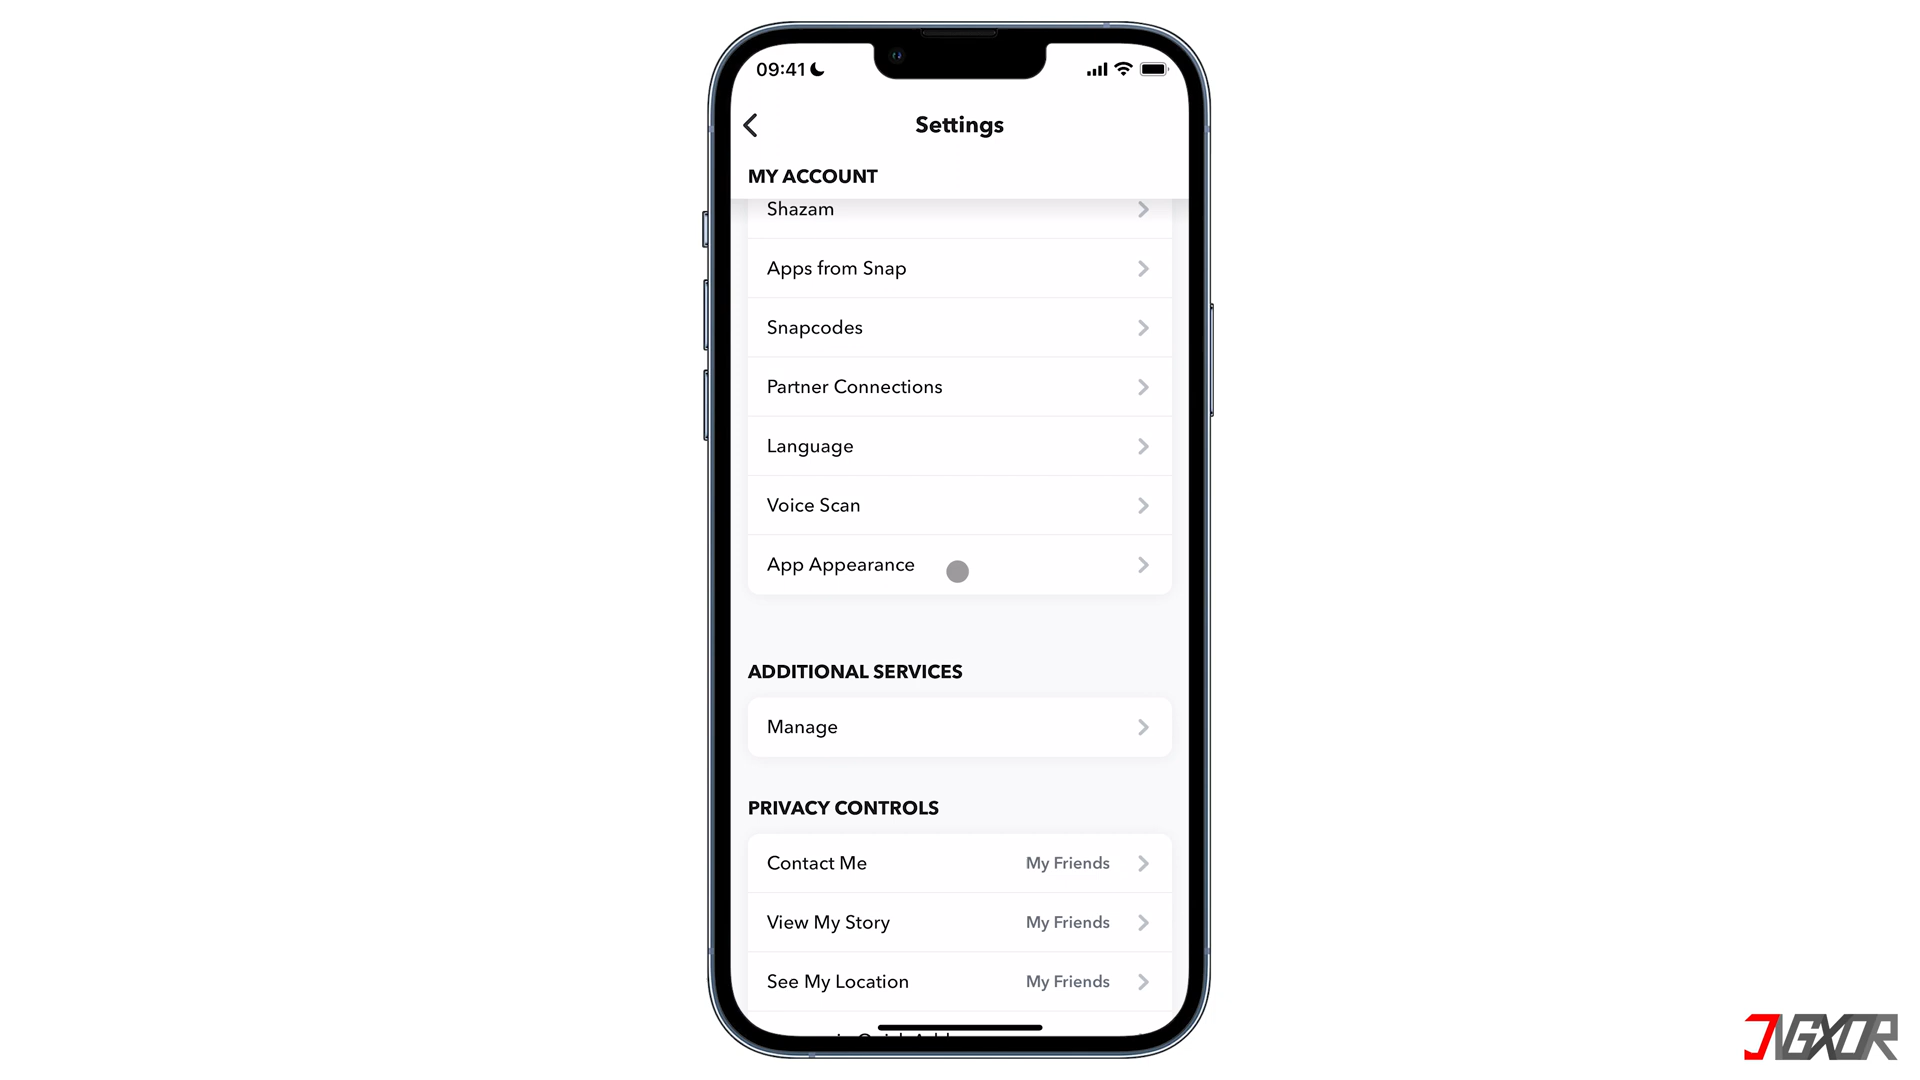 09:41
Settings
MY ACCOUNT
Shazam
Apps from Snap
Snapcodes
Partner Connections
Language
Voice Scan
App Appearance
ADDITIONAL SERVICES
Manage
PRIVACY CONTROLS
Contact Me My Friends
View My Story My Friends
See My Location My Friends
JVGXOR